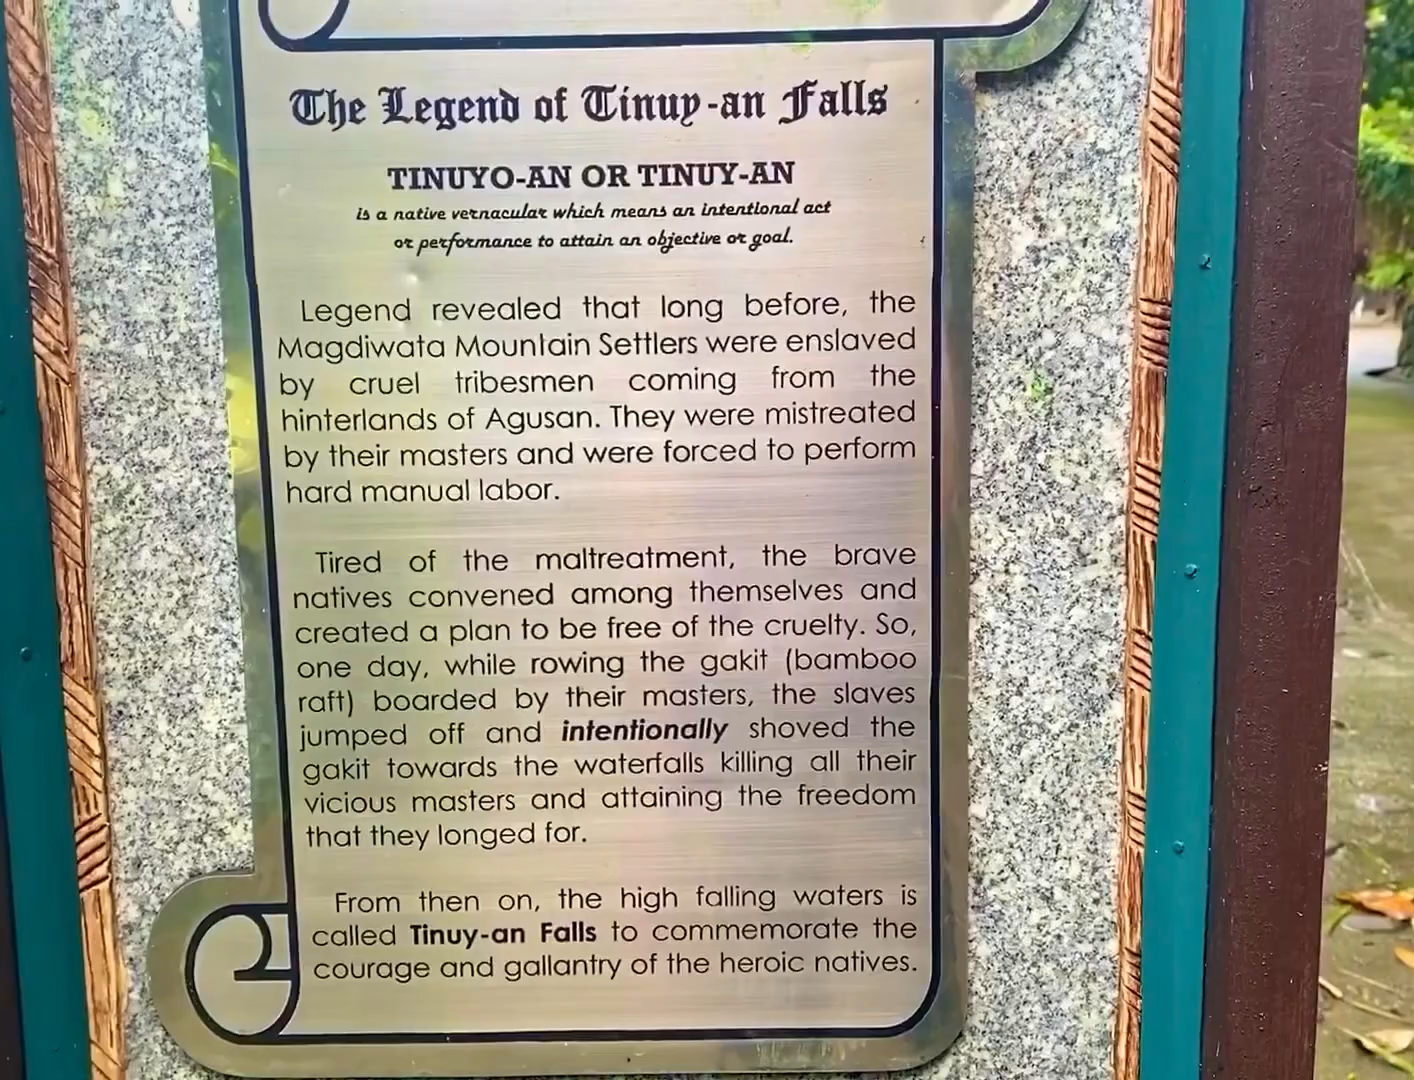 The Legend of Tinuy-an Falls
TINUYO-AN OR TINUY-AN
is a native vernacular which means an intentional act
or performance to attain an objective or goal.
Legend revealed that long before, the
Magdiwata Mountain Settlers were enslaved
by cruel tribesmen coming from the
hinterlands of Agusan. They were mistreated
by their masters and were forced to perform
hard manual labor.
Tired of the maltreatment, the brave
natives convened among themselves and
created a plan to be free of the cruelty. So,
one day, while rowing the gakit (bamboo
raft) boarded by their masters, the slaves
jumped off and intentionally shoved the
gakit towards the waterfalls killing all their
vicious masters and attaining the freedom
that they longed for.
From then on, the high falling waters is
called Tinuy-an Falls to commemorate the
courage and gallantry of the heroic natives.